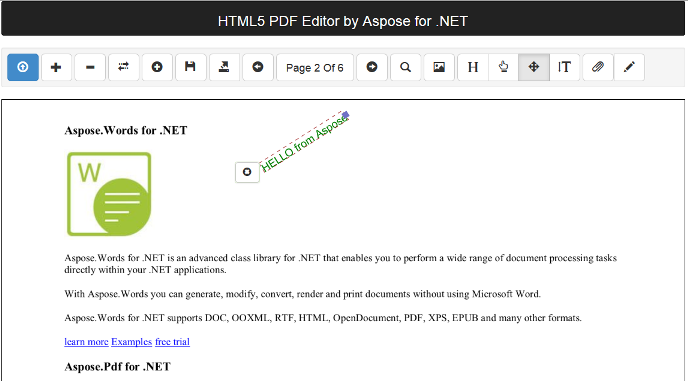 HTML5 PDF Editor by Aspose for .NET
Page 2 Of 6
H
T
Aspose.Words for .NET
HELLO from Aspose
W
Aspose.Words for .NET is an advanced class library for .NET that enables you to perform a wide range of document processing tasks
directly within your .NET applications.
With Aspose.Words you can generate, modify, convert, render and print documents without using Microsoft Word.
Aspose.Words for .NET supports DOC, OOXML, RTF, HTML, OpenDocument, PDF, XPS, EPUB and many other formats.
learn more Examples free trial
Aspose.Pdf for .NET